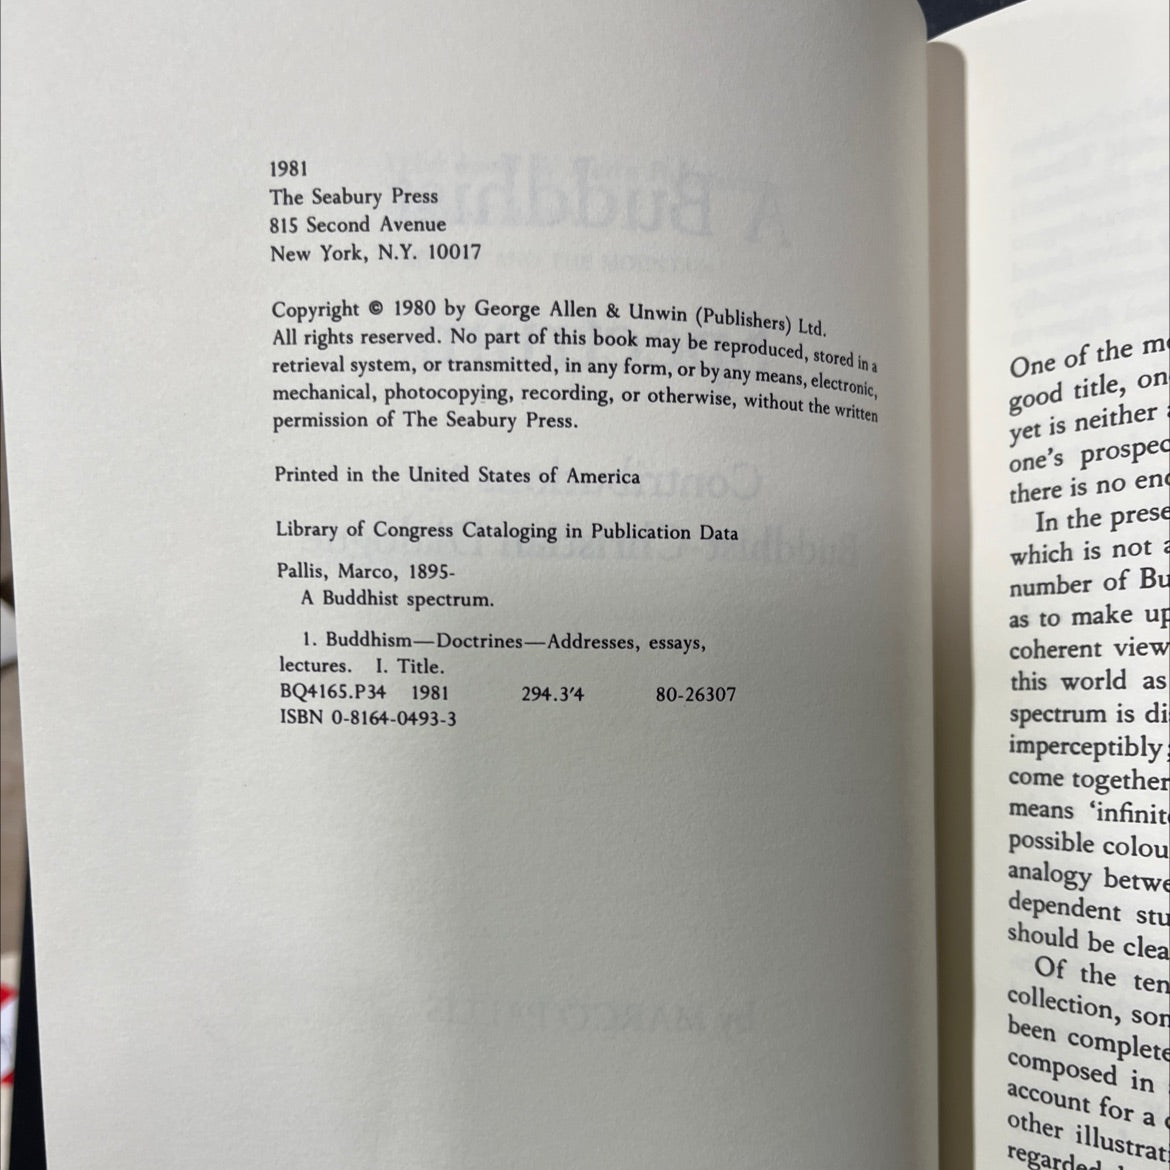 1981
The Seabury Press
815 Second Avenue
New York, N.Y. 10017
Copyright © 1980 by George Allen & Unwin (Publishers) Ltd.
All rights reserved. No part of this book may be reproduced, stored in a
retrieval system, or transmitted, in any form, or by any means, electronic,
mechanical, photocopying, recording, or otherwise, without the written
permission of The Seabury Press.
Printed in the United States of America
Library of Congress Cataloging in Publication Data
Pallis, Marco, 1895-
A Buddhist spectrum.
1. Buddhism—Doctrines—Addresses, essays,
lectures. I. Title.
BQ4165.P34 1981 294.3′4 80-26307
ISBN 0-8164-0493-3
One of the
good title,
yet is neither
one's
there is no
In the
which is not
number of
as to make up
coherent view
this world as
spectrum is
imperceptibly;
come together
means
possible
analogy
dependent
should be
Of the ten
collection,
been
composed in
account for a
other